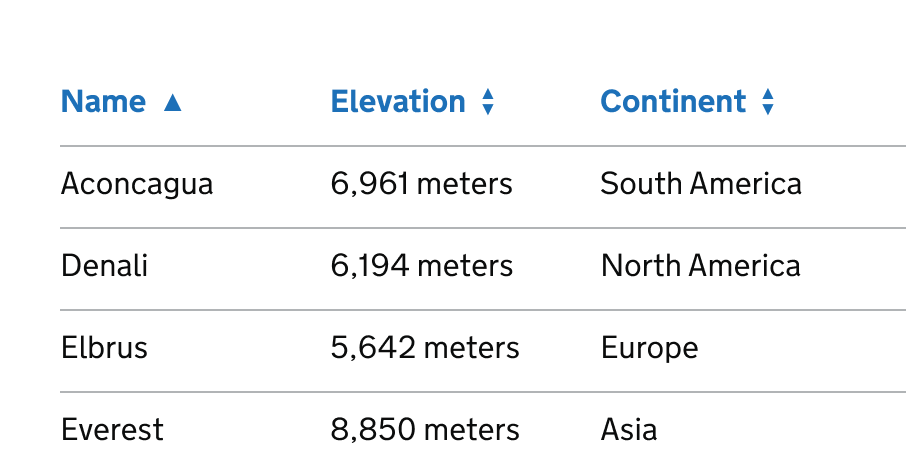 Name ▲ Elevation Continent
Aconcagua 6,961 meters South America
Denali 6,194 meters North America
Elbrus 5,642 meters Europe
Everest 8,850 meters Asia